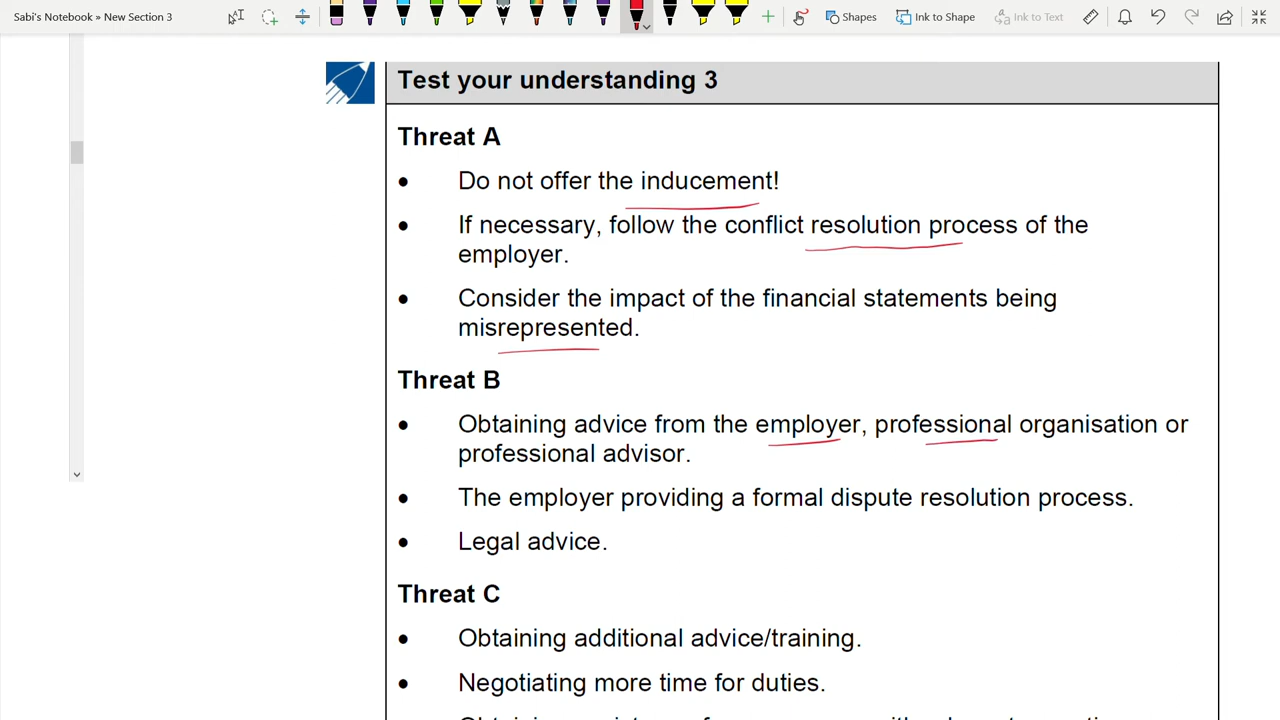 Sabi's Notebook » New Section 3
Shapes
Ink to Shape
Ink to Text
Test your understanding 3
Threat A
• Do not offer the inducement!
• If necessary, follow the conflict resolution process of the
employer.
• Consider the impact of the financial statements being
misrepresented.
Threat B
• Obtaining advice from the employer, professional organisation or
professional advisor.
• The employer providing a formal dispute resolution process.
• Legal advice.
Threat C
• Obtaining additional advice/training.
• Negotiating more time for duties.